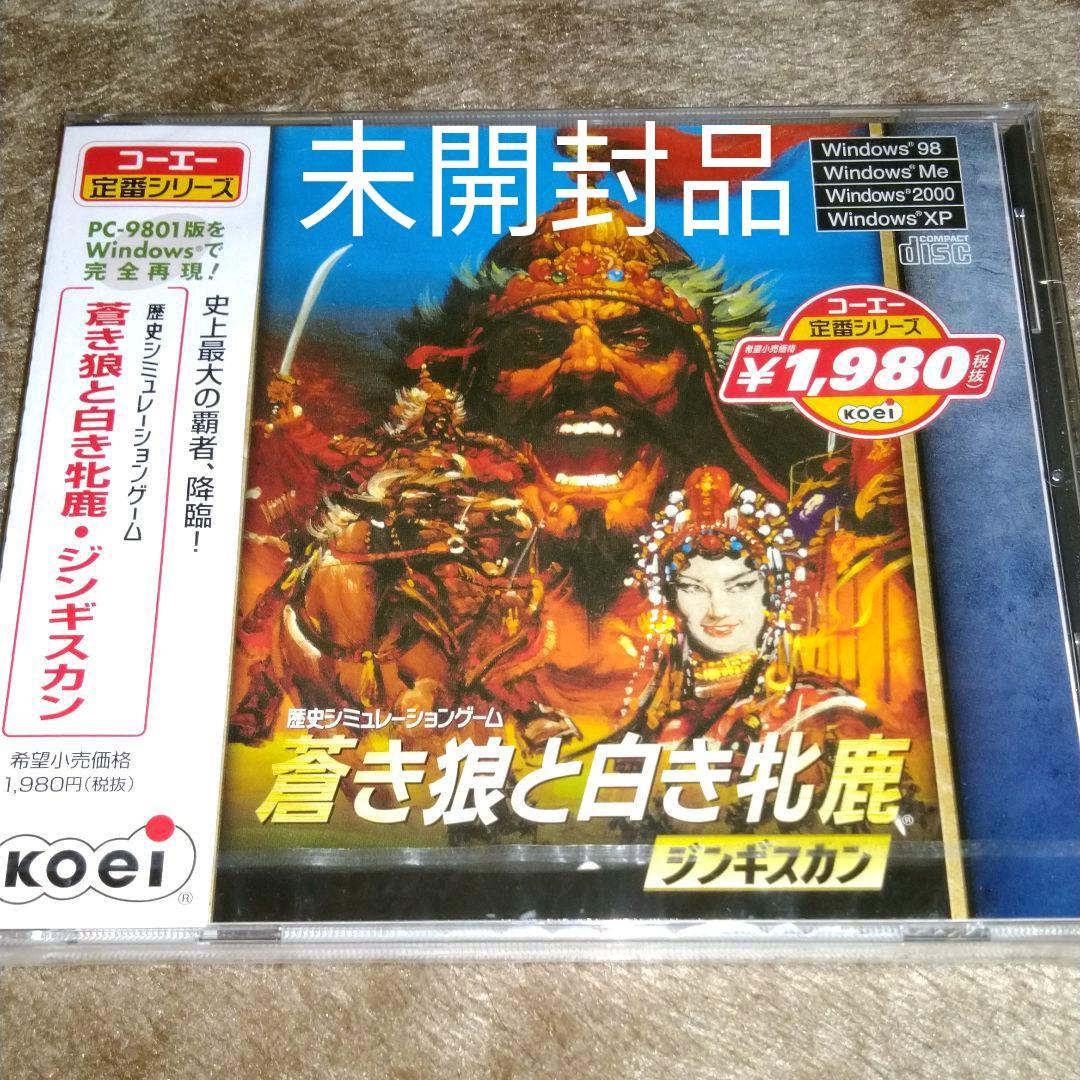 未開封品
コーエー
定番シリーズ
PC-9801版を
Windows®で
完全再現!
史上最大の覇者、降臨!
歴史シミュレーションゲーム
蒼き狼と白き牝鹿・ジンギスカン
希望小売価格
1,980円(税抜)
koei®
Windows® 98
Windows® Me
Windows® 2000
Windows® XP
COMPACT
disc
コーエー
定番シリーズ
希望小売価格
¥1,980(税抜)
koei
歴史シミュレーションゲーム
蒼き狼と白き牝鹿®
ジンギスカン